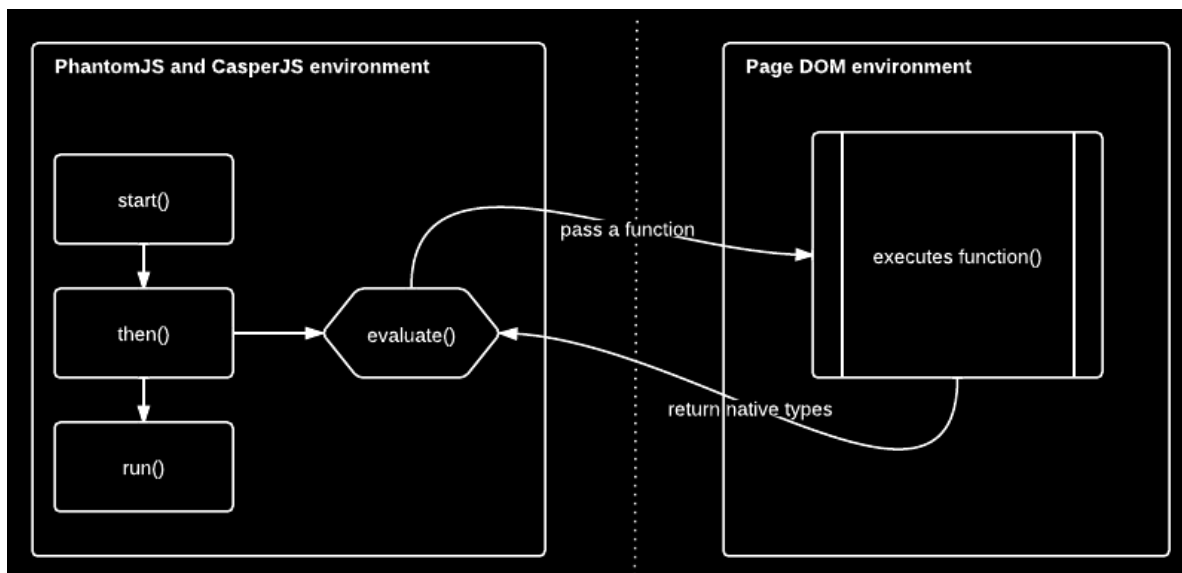 PhantomJS and CasperJS environment
start()
then()
run()
evaluate()
pass a function
return native types
Page DOM environment
executes function()